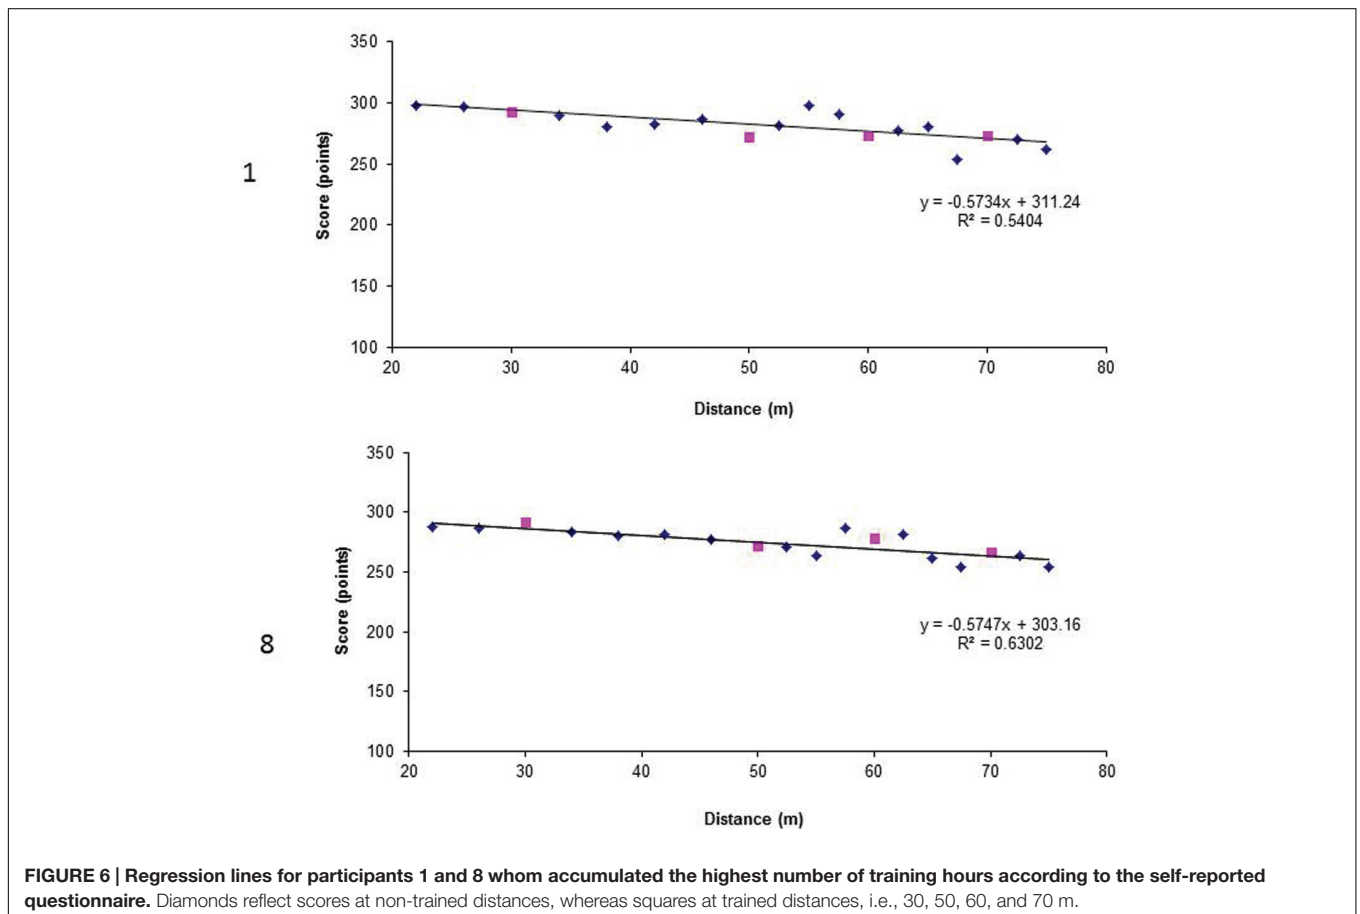 350
300
250
200
150
100
Score (points)
1
y = -0.5734x + 311.24
R² = 0.5404
20 30 40 50 60 70 80
Distance (m)
350
300
250
200
150
100
Score (points)
8
y = -0.5747x + 303.16
R² = 0.6302
20 30 40 50 60 70 80
Distance (m)
FIGURE 6 | Regression lines for participants 1 and 8 whom accumulated the highest number of training hours according to the self-reported
questionnaire. Diamonds reflect scores at non-trained distances, whereas squares at trained distances, i.e., 30, 50, 60, and 70 m.